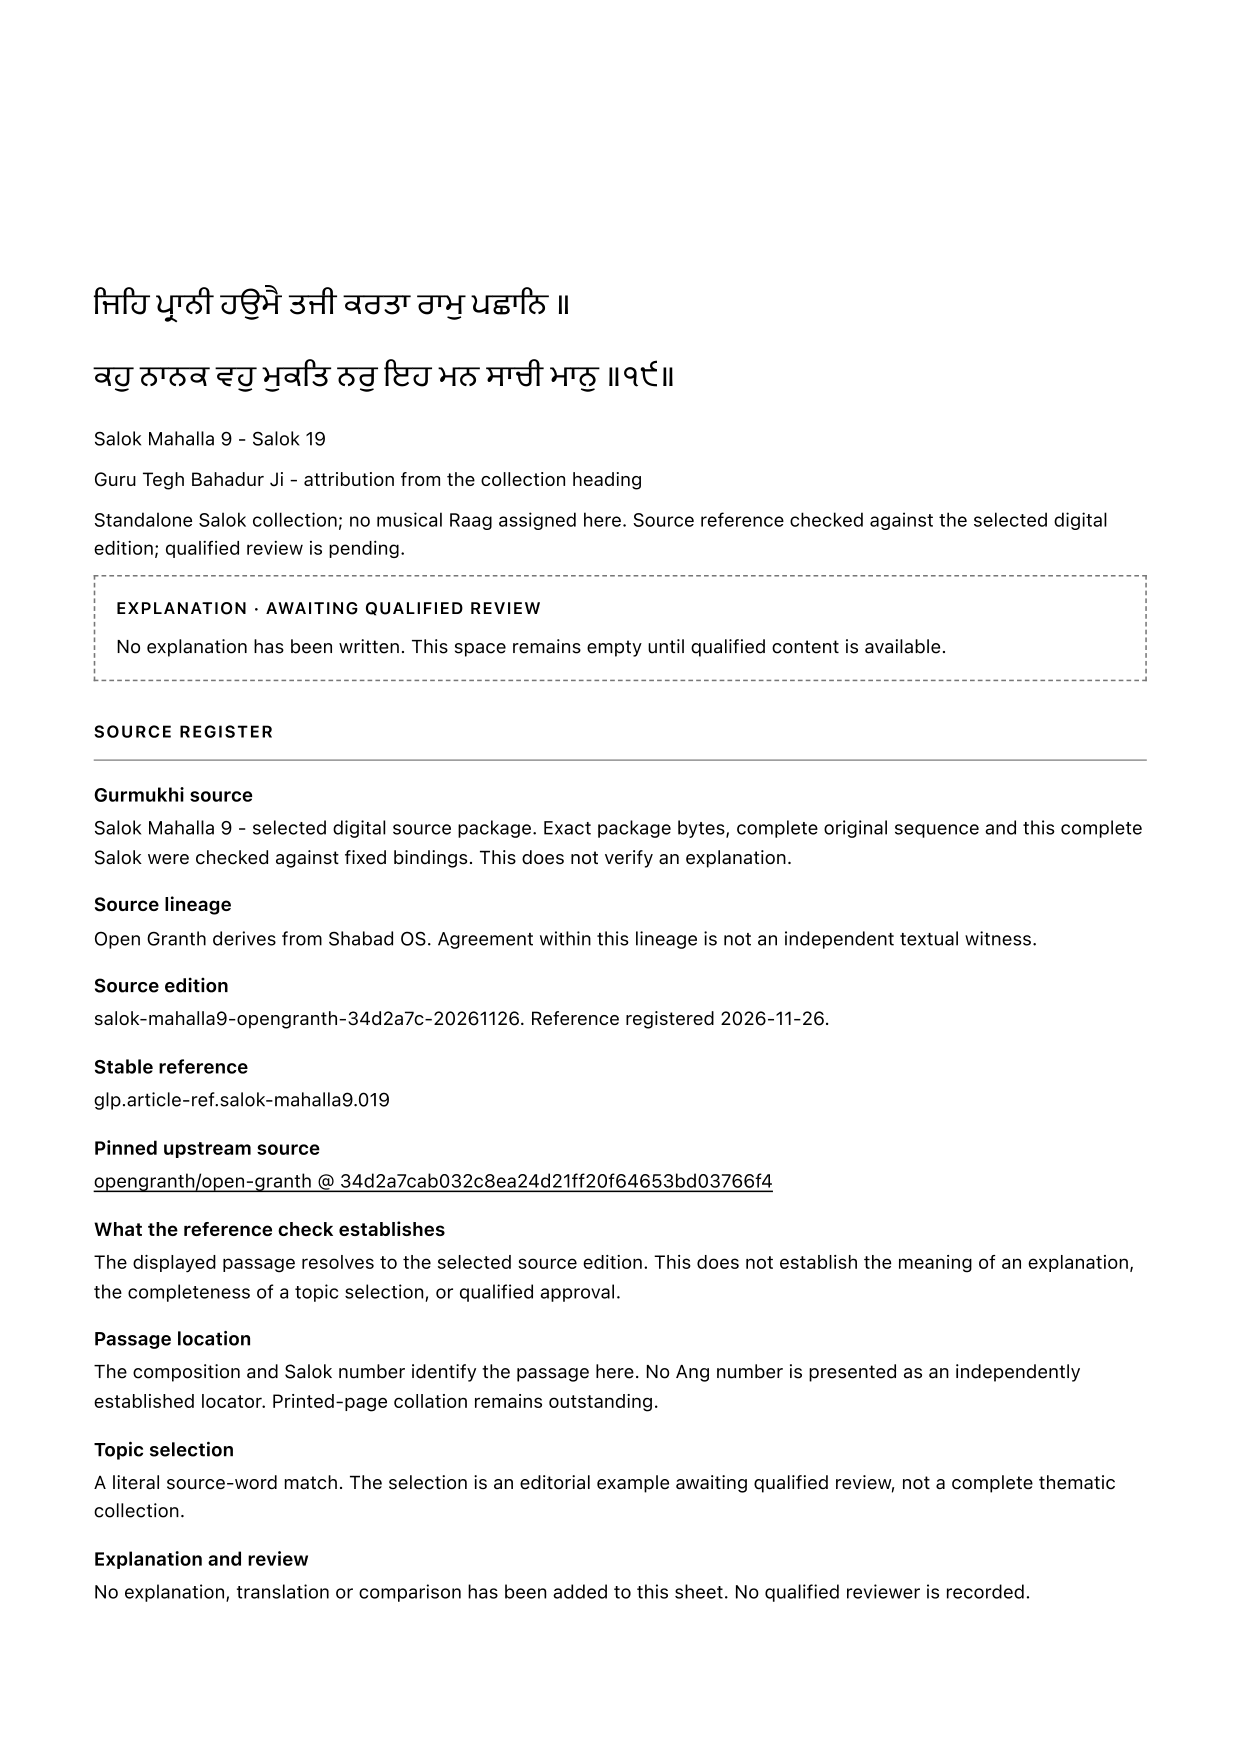 ਜਿਹਿ ਪ੍ਰਾਨੀ ਹਉਮੈ ਤਜੀ ਕਰਤਾ ਰਾਮੁ ਪਛਾਨਿ ॥
ਕਹੁ ਨਾਨਕ ਵਹੁ ਮੁਕਤਿ ਨਰੁ ਇਹ ਮਨ ਸਾਚੀ ਮਾਨੁ ॥੧੯॥
Salok Mahalla 9 - Salok 19
Guru Tegh Bahadur Ji - attribution from the collection heading
Standalone Salok collection; no musical Raag assigned here. Source reference checked against the selected digital
edition; qualified review is pending.
EXPLANATION · AWAITING QUALIFIED REVIEW
No explanation has been written. This space remains empty until qualified content is available.
SOURCE REGISTER
Gurmukhi source
Salok Mahalla 9 - selected digital source package. Exact package bytes, complete original sequence and this complete
Salok were checked against fixed bindings. This does not verify an explanation.
Source lineage
Open Granth derives from Shabad OS. Agreement within this lineage is not an independent textual witness.
Source edition
salok-mahalla9-opengranth-34d2a7c-20261126. Reference registered 2026-11-26.
Stable reference
glp.article-ref.salok-mahalla9.019
Pinned upstream source
opengranth/open-granth @ 34d2a7cab032c8ea24d21ff20f64653bd03766f4
What the reference check establishes
The displayed passage resolves to the selected source edition. This does not establish the meaning of an explanation,
the completeness of a topic selection, or qualified approval.
Passage location
The composition and Salok number identify the passage here. No Ang number is presented as an independently
established locator. Printed-page collation remains outstanding.
Topic selection
A literal source-word match. The selection is an editorial example awaiting qualified review, not a complete thematic
collection.
Explanation and review
No explanation, translation or comparison has been added to this sheet. No qualified reviewer is recorded.